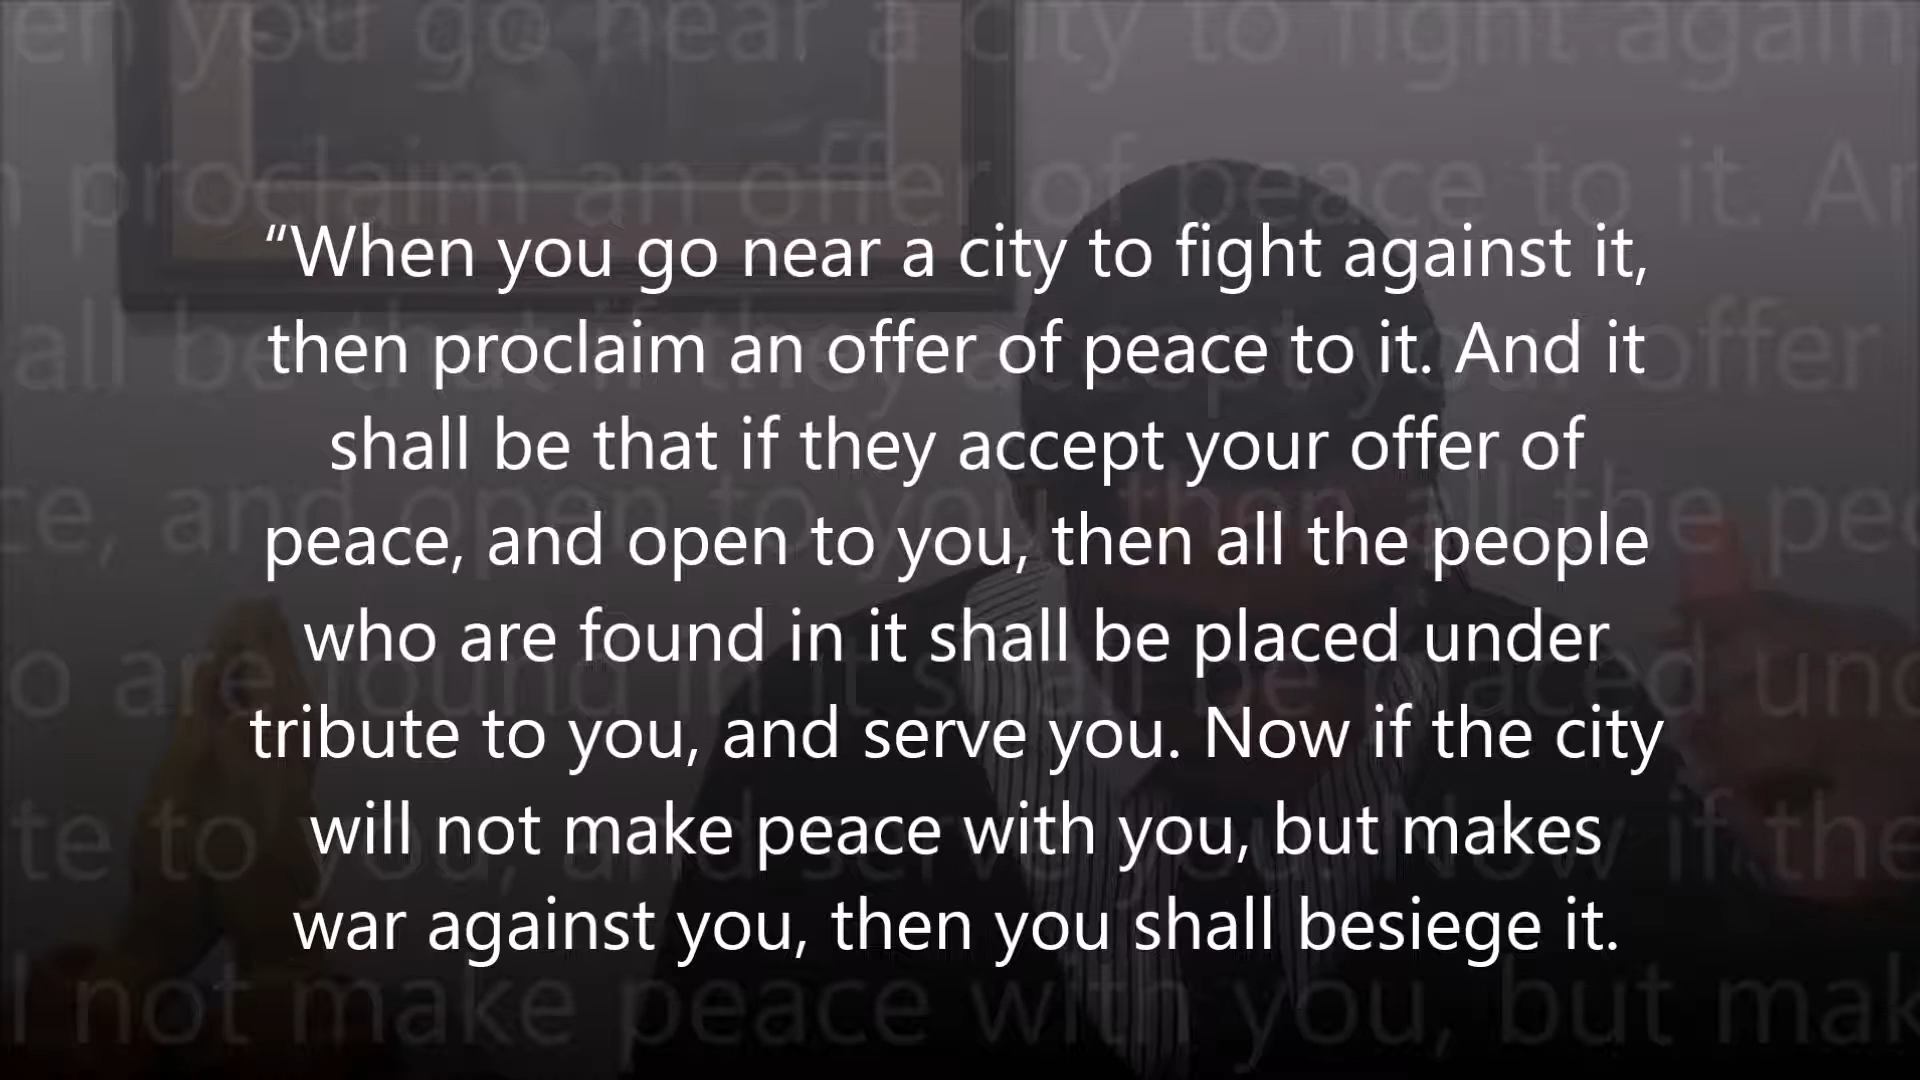 “When you go near a city to fight against it,
then proclaim an offer of peace to it. And it
shall be that if they accept your offer of
peace, and open to you, then all the people
who are found in it shall be placed under
tribute to you, and serve you. Now if the city
will not make peace with you, but makes
war against you, then you shall besiege it.